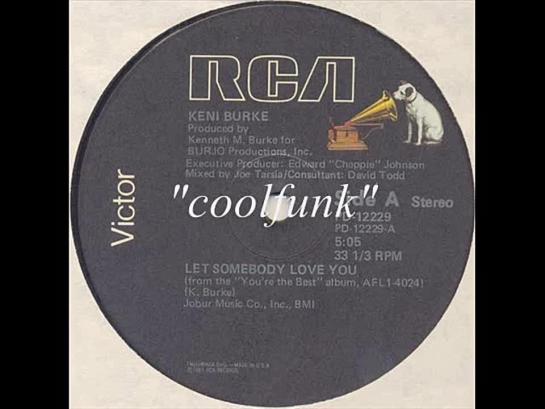 RCA
KENI BURKE
Produced by
Kenneth M. Burke for
BURJO Productions, Inc.
Executive Producer: Edward "Chappie" Johnson
Mixed by Joe Tarsia/Consultant: David Todd
Victor
"coolfunk"
Side A Stereo
PD-12229
PD-12229-A
5:05
33 1/3 RPM
LET SOMEBODY LOVE YOU
(from the "You're the Best" album, AFL1-4024)
(K. Burke)
Jobur Music Co., Inc., BMI